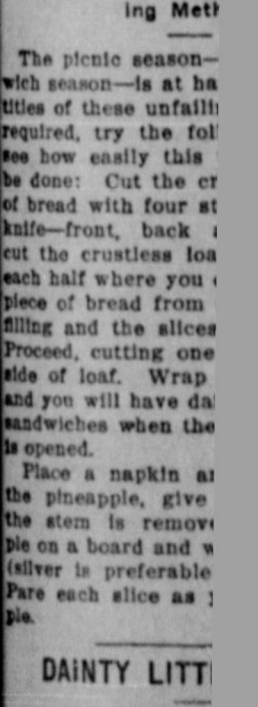 ing Meth
The picnic season—
wich season—is at ha
tities of these unfaili
required, try the fol
see how easily this
be done: Cut the cr
of bread with four st
knife—front, back a
cut the crustless loa
each half where you
piece of bread from
filling and the slices
Proceed, cutting one
side of loaf. Wrap
and you will have da
sandwiches when the
is opened.
Place a napkin ar
the pineapple, give
the stem is remov
ple on a board and w
(silver is preferable
Pare each slice as
ple.
DAINTY LITT